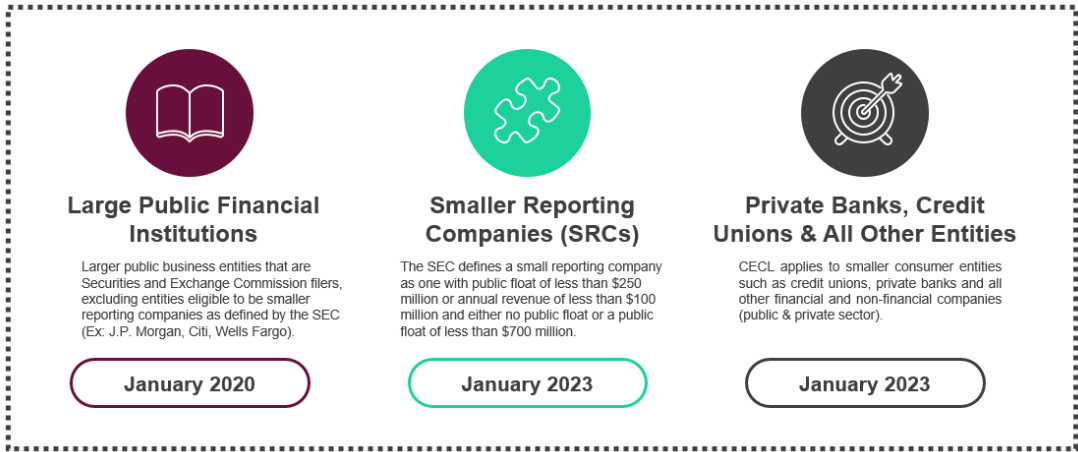 Large Public Financial
Institutions
Larger public business entities that are
Securities and Exchange Commission filers,
excluding entities eligible to be smaller
reporting companies as defined by the SEC
(Ex: J.P. Morgan, Citi, Wells Fargo).
January 2020
Smaller Reporting
Companies (SRCs)
The SEC defines a small reporting company
as one with public float of less than $250
million or annual revenue of less than $100
million and either no public float or a public
float of less than $700 million.
January 2023
Private Banks, Credit
Unions & All Other Entities
CECL applies to smaller consumer entities
such as credit unions, private banks and all
other financial and non-financial companies
(public & private sector).
January 2023